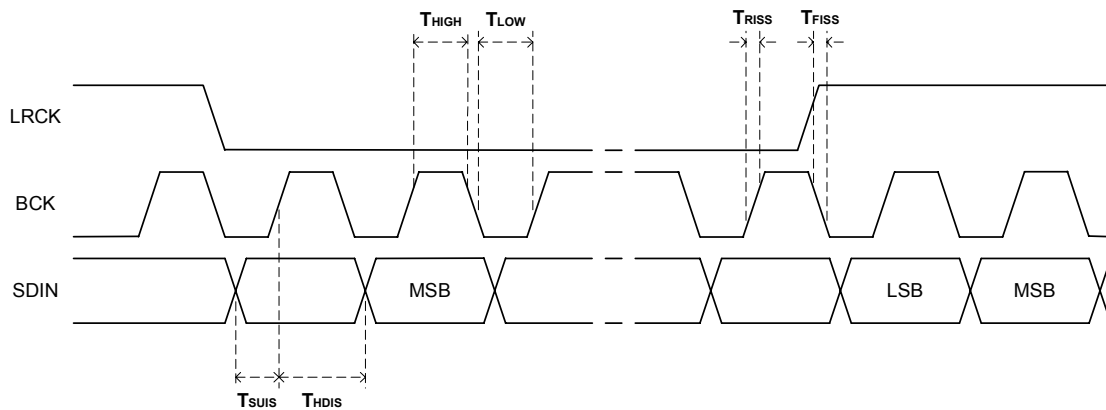 THIGH TLOW TRISS TFISS
LRCK
BCK
SDIN MSB LSB MSB
TSUIS THDIS